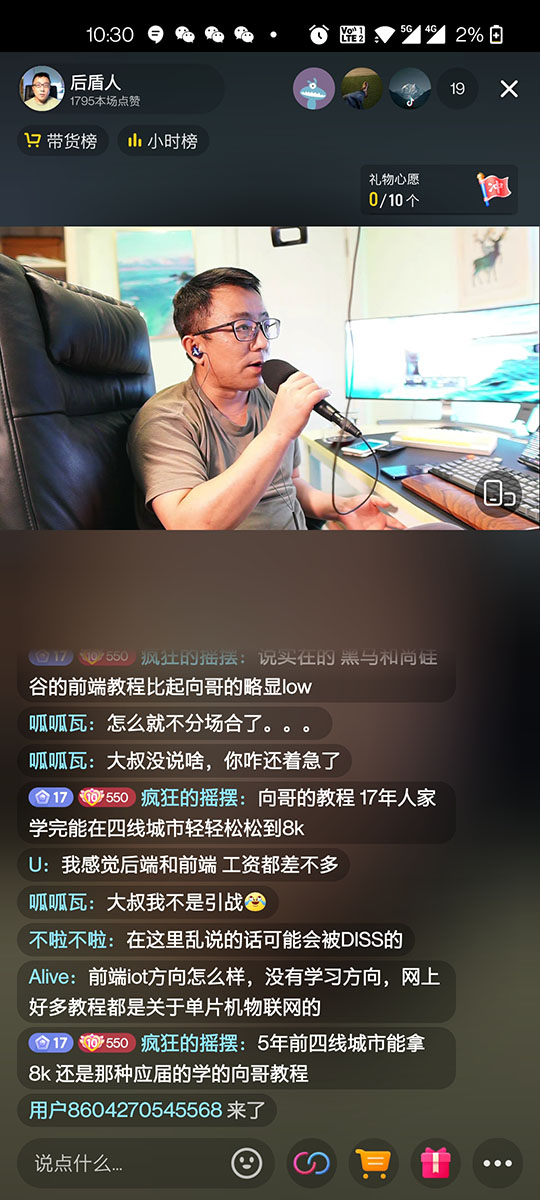 10:30
VoV 1
LTE 2
5G
4G
2%
后盾人
1795本场点赞
19
带货榜
小时榜
礼物心愿
0/10 个
冲
17 10 550 疯狂的摇摆：说实在的 黑马和尚硅
谷的前端教程比起向哥的略显low
呱呱瓦：怎么就不分场合了。。。
呱呱瓦：大叔没说啥，你咋还着急了
17 10 550 疯狂的摇摆：向哥的教程 17年人家
学完能在四线城市轻轻松松到8k
U：我感觉后端和前端 工资都差不多
呱呱瓦：大叔我不是引战😂
不啦不啦：在这里乱说的话可能会被DISS的
Alive：前端iot方向怎么样，没有学习方向，网上
好多教程都是关于单片机物联网的
17 10 550 疯狂的摇摆：5年前四线城市能拿
8k 还是那种应届的学的向哥教程
用户8604270545568 来了
说点什么...